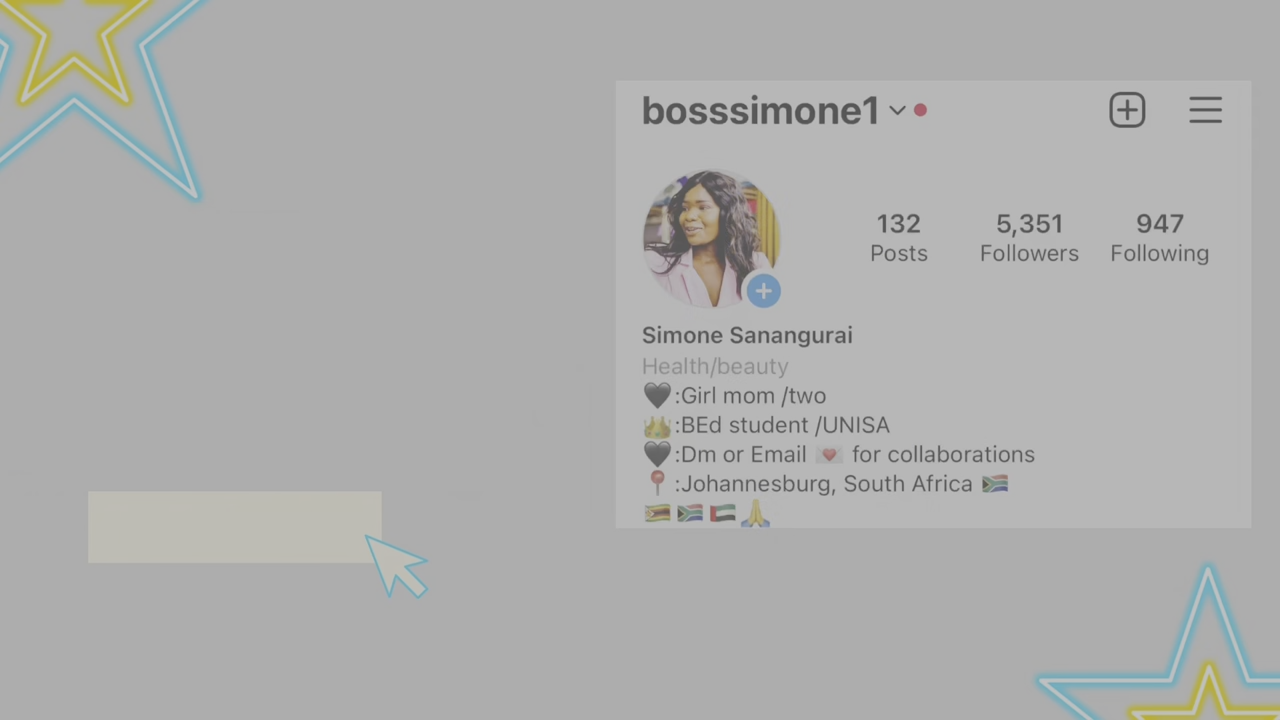 bosssimone1
132 5,351 947
Posts Followers Following
Simone Sanangurai
Health/beauty
🖤:Girl mom /two
👑:BEd student /UNISA
🖤:Dm or Email 💌 for collaborations
📍:Johannesburg, South Africa 🇿🇦
🇿🇼🇿🇦🇦🇪🙏